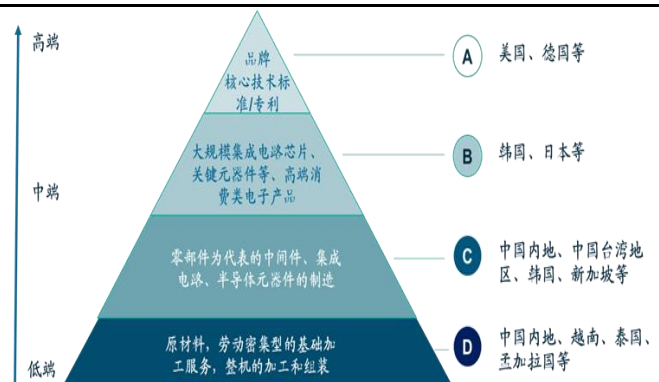 高端
品牌
核心技术标
准/专利
A
美国、德国等
大规模集成电路芯片、
关键元器件等、高端消
费类电子产品
B
韩国、日本等
中端
零部件为代表的中间件、集成
电路、半导体元器件的制造
C
中国内地、中国台湾地
区、韩国、新加坡等
原材料，劳动密集型的基础加
工服务，整机的加工和组装
D
中国内地、越南、泰国、
孟加拉国等
低端